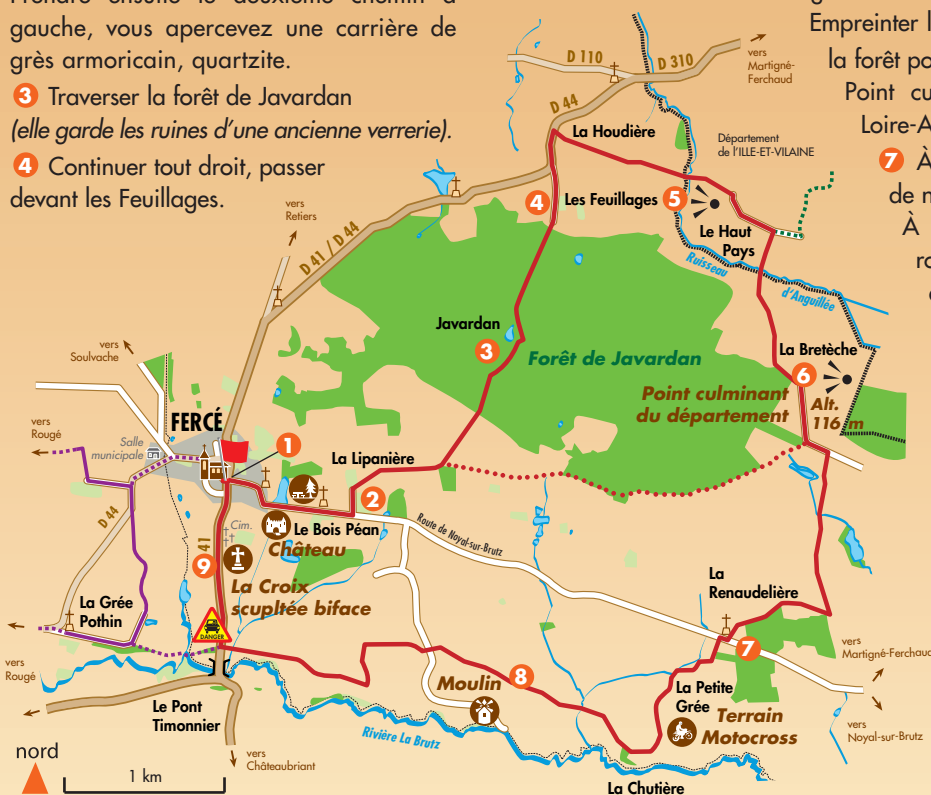 gauche, vous apercevez une carrière de
grès armoricain, quartzite.
3 Traverser la forêt de Javardan
(elle garde les ruines d'une ancienne verrerie).
4 Continuer tout droit, passer
devant les Feuillages.
Empreinter l
la forêt po
Point cu
Loire-A
7 À
de m
À
ro
vers
Martigné-
Ferchaud
D 110
D 310
D 44
La Houdière
Département
de l'ILLE-ET-VILAINE
4
Les Feuillages
5
Le Haut
Pays
vers
Retiers
D 41 / D 44
Ruisseau
d'Anguillée
Javardan
3
Forêt de Javardan
La Bretèche
6
Point culminant
du département
Alt.
116 m
vers
Soulvache
vers
Rougé
FERCÉ
Salle
municipale
1
La Lipanière
2
D 44
Route de Noyal-sur-Brutz
Le Bois Péan
Château
Cim.
41
9
La Croix
scupltée biface
La Grée
Pothin
DANGER
La
Renaudelière
7
vers
Martigné-Ferchaud
vers
Rougé
Le Pont
Timonnier
Moulin
8
La Petite
Grée
Terrain
Motocross
vers
Noyal-sur-Brutz
Rivière La Brutz
nord
1 km
vers
Châteaubriant
La Chutière